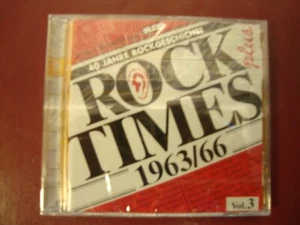 40 JAHRE ROCKGESCHICHTE
ROCK
plus
TIMES
1963/66
Vol. 3